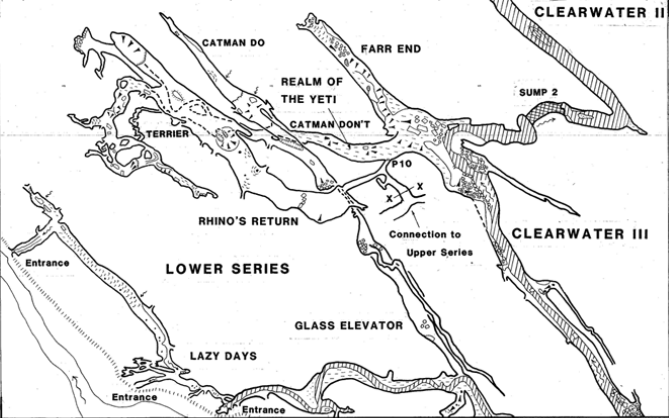 CLEARWATER II
CATMAN DO
FARR END
REALM OF
THE YETI
SUMP 2
CATMAN DON'T
TERRIER
P10
X
X
RHINO'S RETURN
Connection to
Upper Series
CLEARWATER III
Entrance
LOWER SERIES
GLASS ELEVATOR
LAZY DAYS
Entrance
Entrance